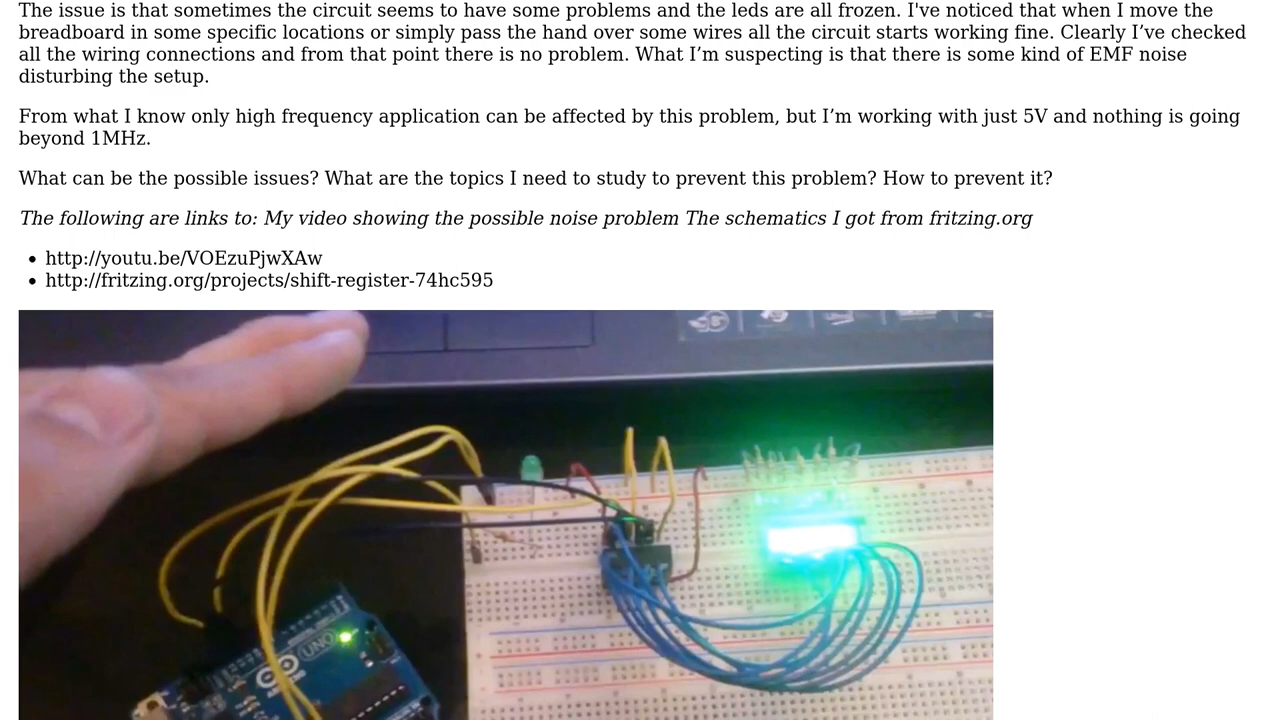 The issue is that sometimes the circuit seems to have some problems and the leds are all frozen. I've noticed that when I move the
breadboard in some specific locations or simply pass the hand over some wires all the circuit starts working fine. Clearly I’ve checked
all the wiring connections and from that point there is no problem. What I’m suspecting is that there is some kind of EMF noise
disturbing the setup.
From what I know only high frequency application can be affected by this problem, but I’m working with just 5V and nothing is going
beyond 1MHz.
What can be the possible issues? What are the topics I need to study to prevent this problem? How to prevent it?
The following are links to: My video showing the possible noise problem The schematics I got from fritzing.org
• http://youtu.be/VOEzuPjwXAw
• http://fritzing.org/projects/shift-register-74hc595
UNO